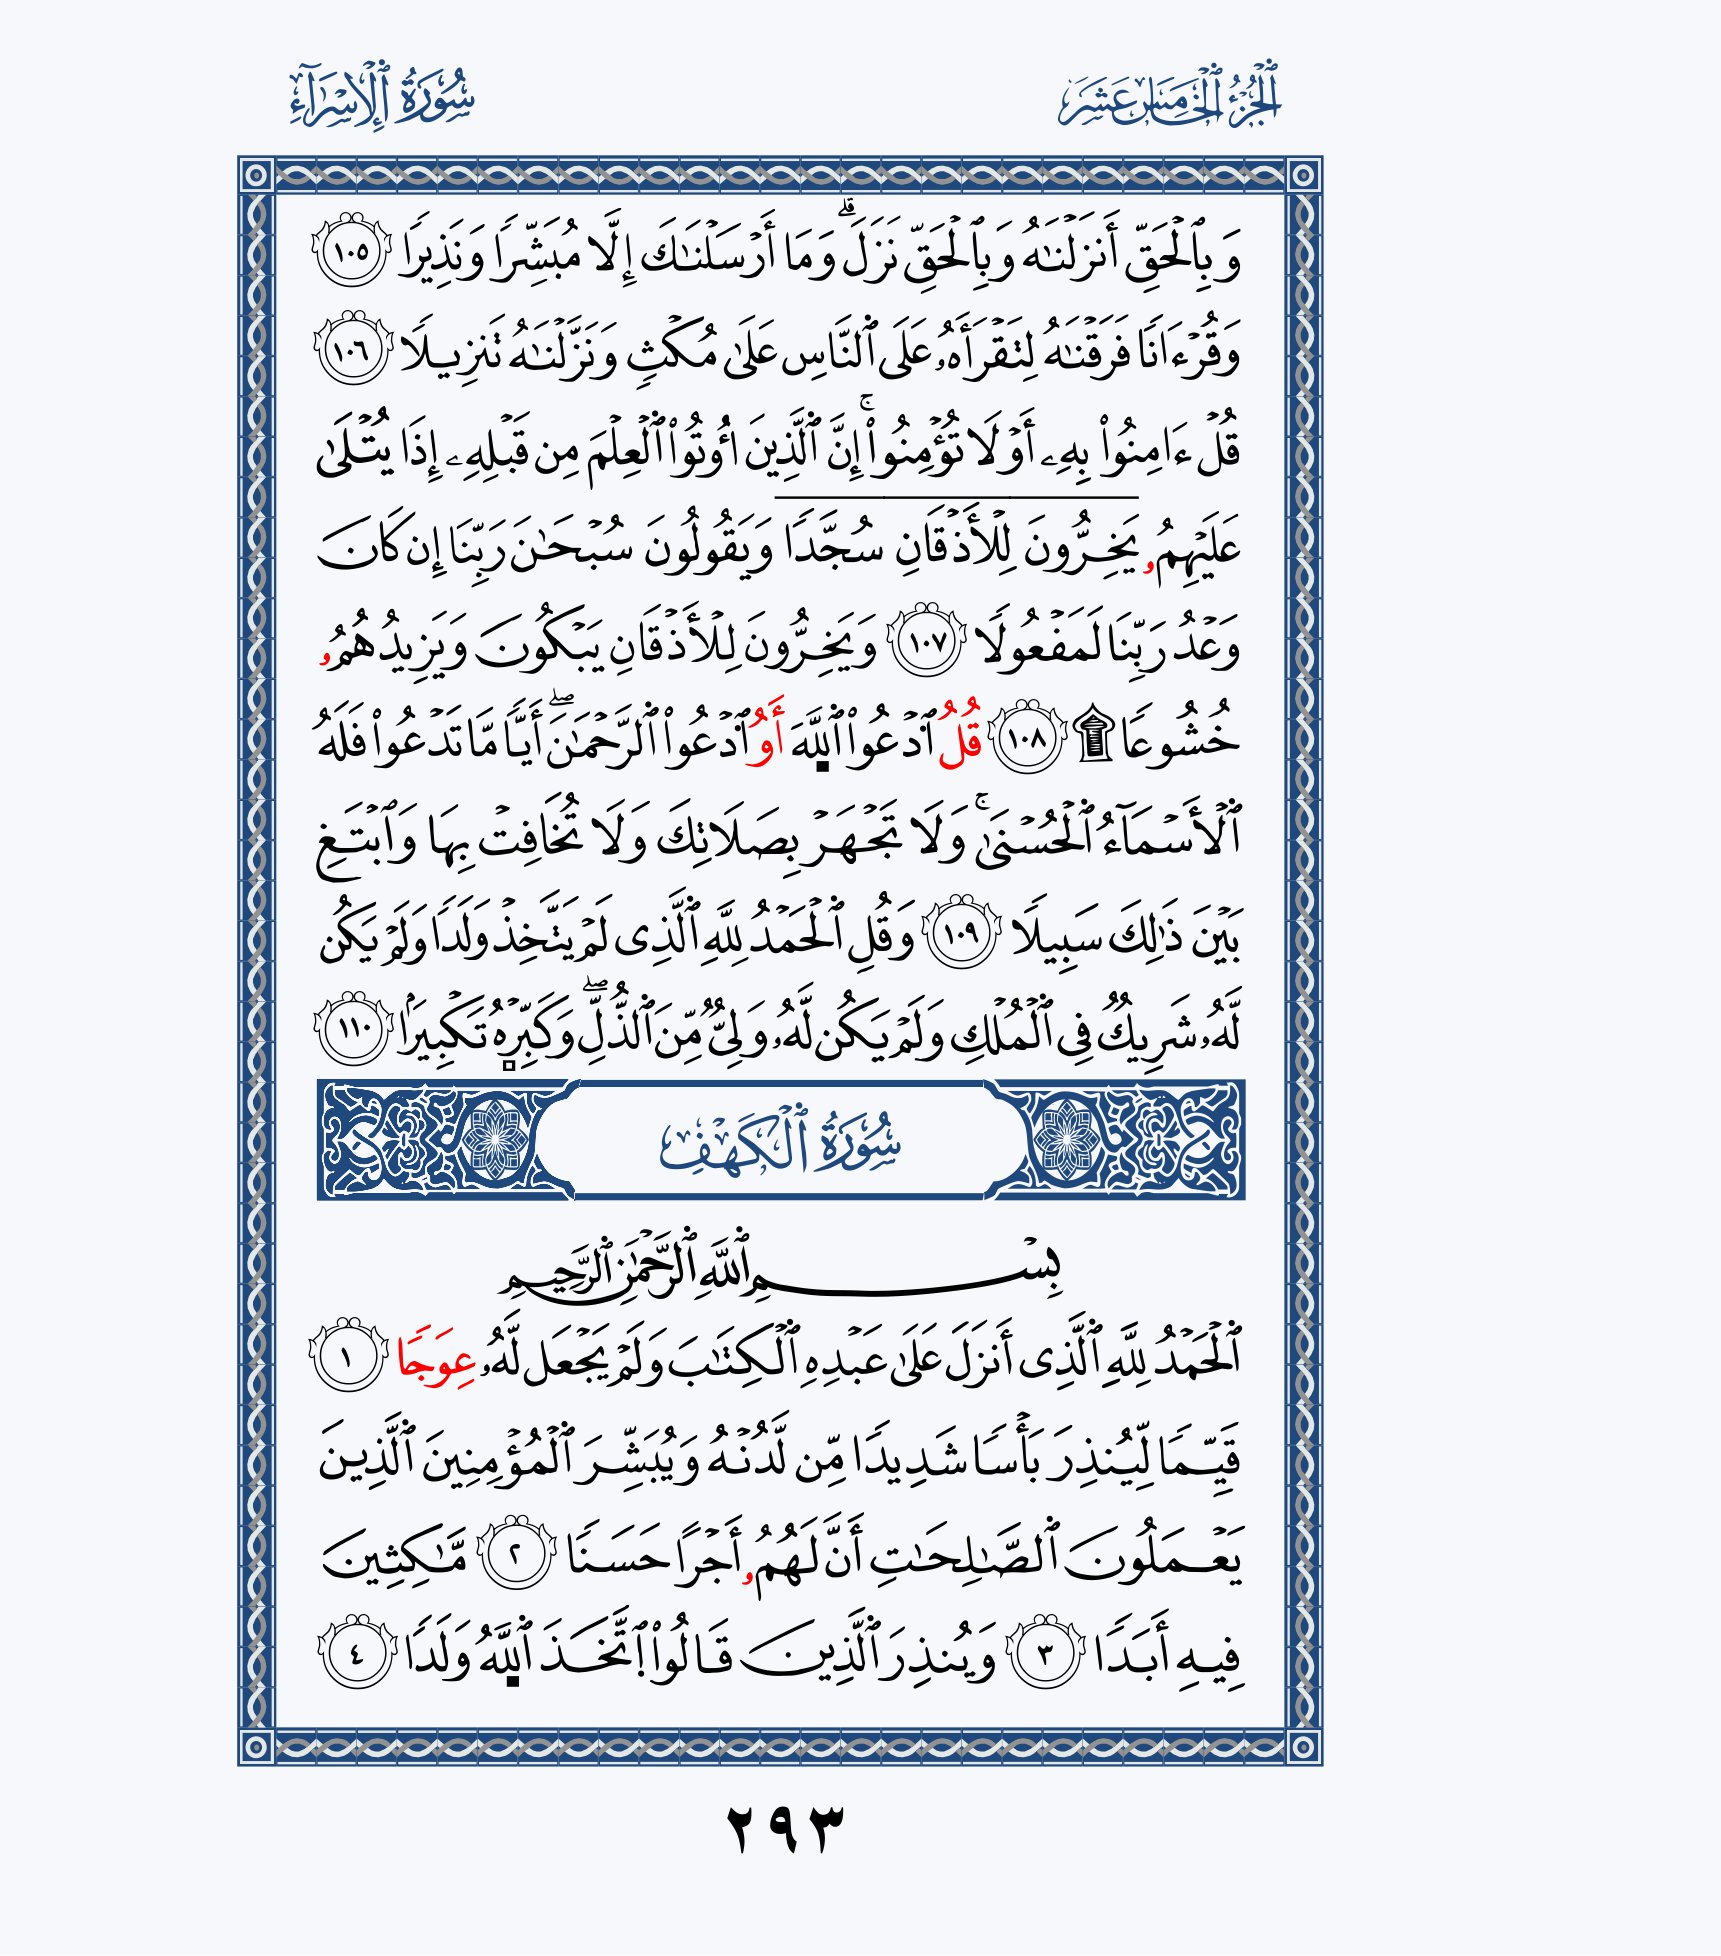 ٱلْجُزْءُ ٱلْخَامِسَ عَشَرَ
سُورَةُ ٱلْإِسْرَآءِ
وَبِٱلْحَقِّ أَنزَلْنَـٰهُ وَبِٱلْحَقِّ نَزَلَ ۗ وَمَا أَرْسَلْنَـٰكَ إِلَّا مُبَشِّرًا وَنَذِيرًا ١٠٥
وَقُرْءَانًا فَرَقْنَـٰهُ لِتَقْرَأَهُۥ عَلَى ٱلنَّاسِ عَلَىٰ مُكْثٍ وَنَزَّلْنَـٰهُ تَنزِيلًا ١٠٦
قُلْ ءَامِنُوا۟ بِهِۦ أَوْ لَا تُؤْمِنُوا۟ ۚ إِنَّ ٱلَّذِينَ أُوتُوا۟ ٱلْعِلْمَ مِن قَبْلِهِۦ إِذَا يُتْلَىٰ
عَلَيْهِمُۥ يَخِرُّونَ لِلْأَذْقَانِ سُجَّدًا وَيَقُولُونَ سُبْحَـٰنَ رَبِّنَا إِن كَانَ
وَعْدُ رَبِّنَا لَمَفْعُولًا ١٠٧ وَيَخِرُّونَ لِلْأَذْقَانِ يَبْكُونَ وَيَزِيدُهُمُۥ
خُشُوعًا ۩ ١٠٨ قُلُ ٱدْعُوا۟ ٱللَّهَ أَوُ ٱدْعُوا۟ ٱلرَّحْمَـٰنَ ۖ أَيًّا مَّا تَدْعُوا۟ فَلَهُ
ٱلْأَسْمَآءُ ٱلْحُسْنَىٰ ۚ وَلَا تَجْهَرْ بِصَلَاتِكَ وَلَا تُخَافِتْ بِهَا وَٱبْتَغِ
بَيْنَ ذَٰلِكَ سَبِيلًا ١٠٩ وَقُلِ ٱلْحَمْدُ لِلَّهِ ٱلَّذِى لَمْ يَتَّخِذْ وَلَدًا وَلَمْ يَكُن
لَّهُۥ شَرِيكٌ فِى ٱلْمُلْكِ وَلَمْ يَكُن لَّهُۥ وَلِىٌّ مِّنَ ٱلذُّلِّ ۖ وَكَبِّرْهُ تَكْبِيرًۢا ١١٠
سُورَةُ ٱلْكَهْفِ
بِسْمِ ٱللَّهِ ٱلرَّحْمَـٰنِ ٱلرَّحِيمِ
ٱلْحَمْدُ لِلَّهِ ٱلَّذِى أَنزَلَ عَلَىٰ عَبْدِهِ ٱلْكِتَـٰبَ وَلَمْ يَجْعَل لَّهُۥ عِوَجًا ١
قَيِّمًا لِّيُنذِرَ بَأْسًا شَدِيدًا مِّن لَّدُنْهُ وَيُبَشِّرَ ٱلْمُؤْمِنِينَ ٱلَّذِينَ
يَعْمَلُونَ ٱلصَّـٰلِحَـٰتِ أَنَّ لَهُمُۥ أَجْرًا حَسَنًا ٢ مَّـٰكِثِينَ
فِيهِ أَبَدًا ٣ وَيُنذِرَ ٱلَّذِينَ قَالُوا۟ ٱتَّخَذَ ٱللَّهُ وَلَدًا ٤
٢٩٣